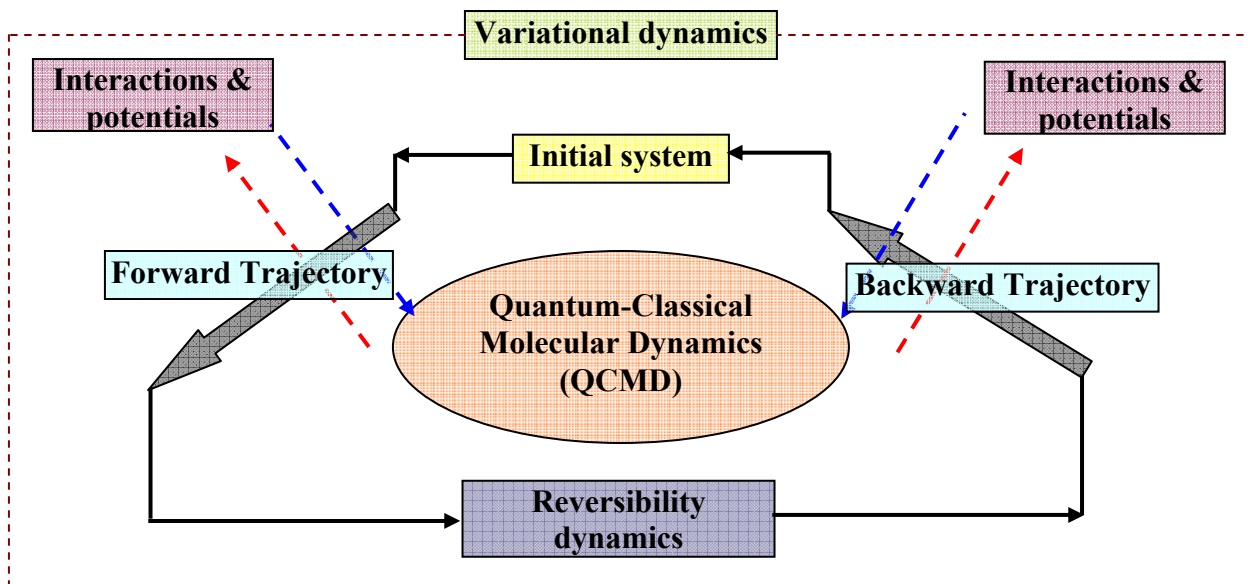 Variational dynamics
Interactions &
potentials
Interactions &
potentials
Initial system
Forward Trajectory
Backward Trajectory
Quantum-Classical
Molecular Dynamics
(QCMD)
Reversibility
dynamics